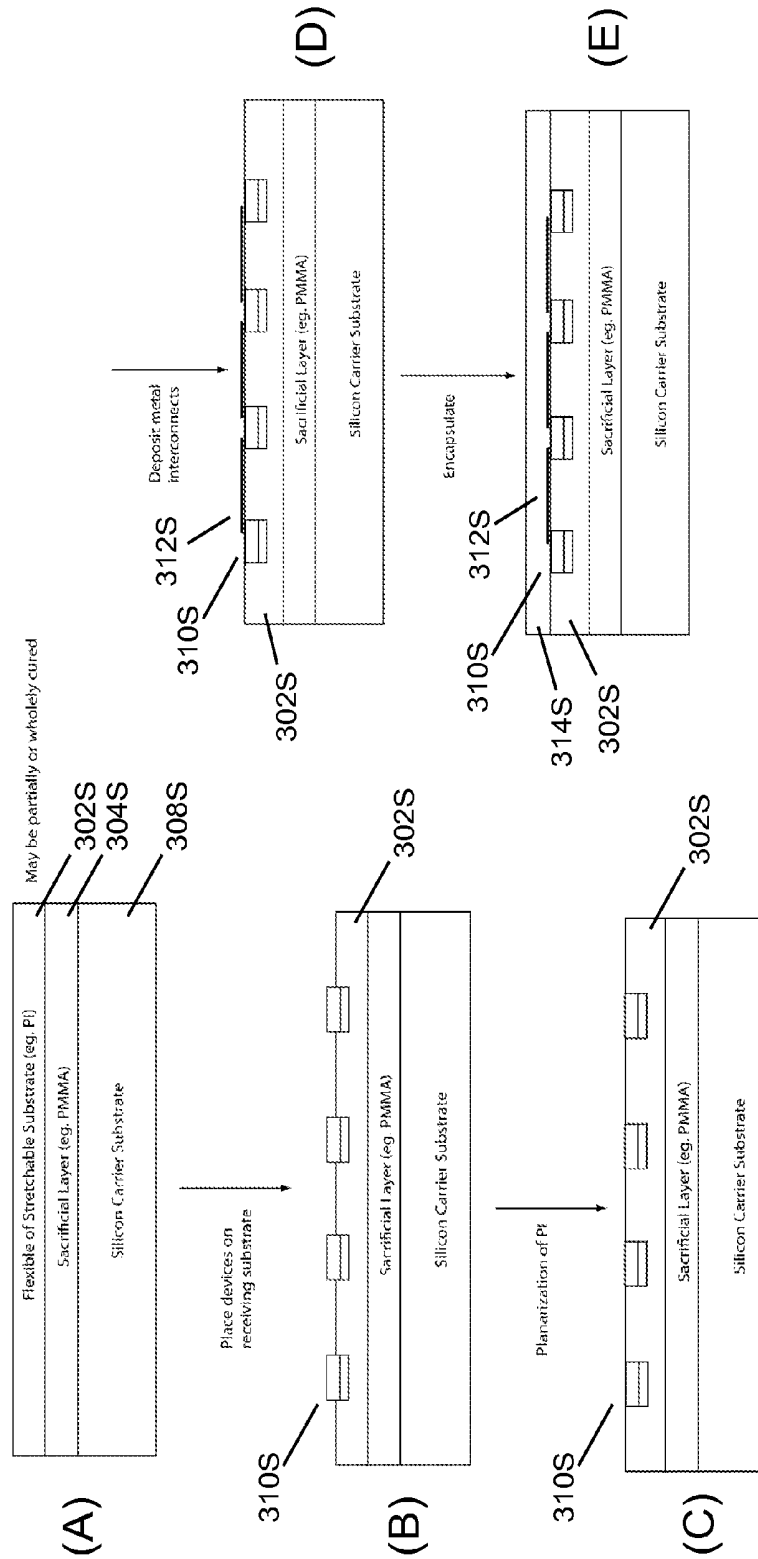 (A)
Flexible of Stretchable Substrate (eg. PI)
Sacrificial Layer (eg. PMMA)
Silicon Carrier Substrate
May be partially or wholely cured
302S
304S
308S
Place devices on
receiving substrate
(B)
310S
302S
Sacrificial Layer (eg. PMMA)
Silicon Carrier Substrate
Planarization of PI
(C)
310S
302S
Sacrificial Layer (eg. PMMA)
Silicon Carrier Substrate
Deposit metal
interconnects
(D)
312S
310S
302S
Sacrificial Layer (eg. PMMA)
Silicon Carrier Substrate
Encapsulate
(E)
312S
310S
314S
302S
Sacrificial Layer (eg. PMMA)
Silicon Carrier Substrate